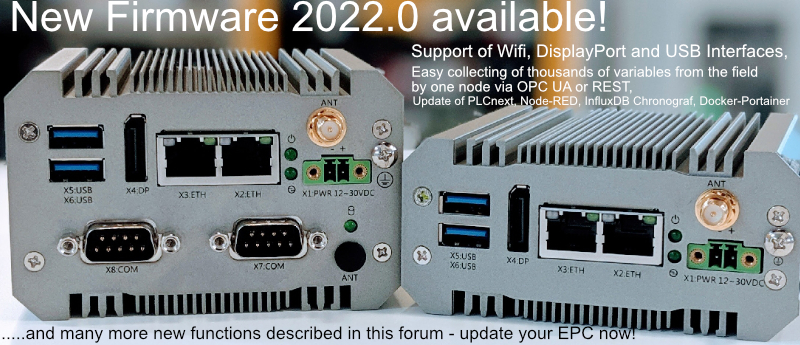 New Firmware 2022.0 available!
Support of Wifi, DisplayPort and USB Interfaces,
Easy collecting of thousands of variables from the field
by one node via OPC UA or REST,
Update of PLCnext, Node-RED, InfluxDB Chronograf, Docker-Portainer
ANT
- +
X5:USB
X6:USB
X4:DP
X3:ETH
X2:ETH
X1:PWR 12-30VDC
X8:COM
X7:COM
ANT
ANT
+
X5:USB
X6:USB
X4:DP
X3:ETH
X2:ETH
X1:PWR 12-30VDC
.....and many more new functions described in this forum - update your EPC now!